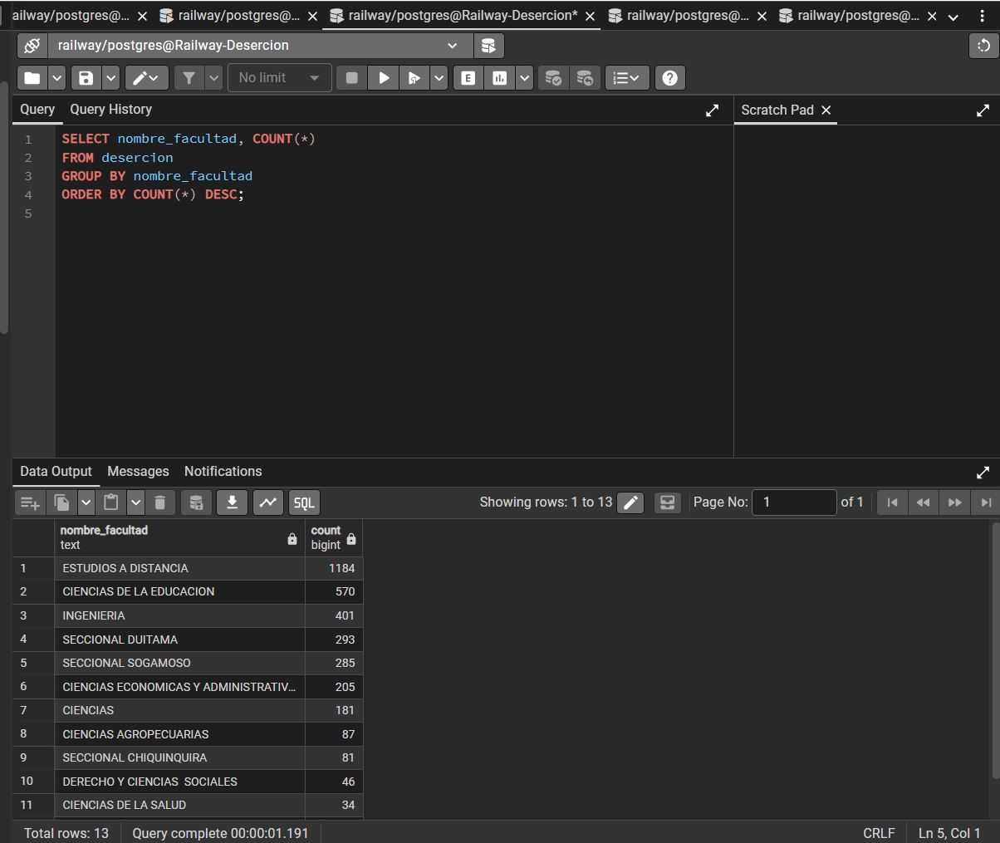 ailway/postgres@... railway/postgres@... railway/postgres@Railway-Desercion* railway/postgres@... railway/postgres@...
railway/postgres@Railway-Desercion
No limit E
Query Query History Scratch Pad
1 SELECT nombre_facultad, COUNT(*)
2 FROM desercion
3 GROUP BY nombre_facultad
4 ORDER BY COUNT(*) DESC;
5
Data Output Messages Notifications
SQL Showing rows: 1 to 13 Page No: 1 of 1
nombre_facultad count
text bigint
1 ESTUDIOS A DISTANCIA 1184
2 CIENCIAS DE LA EDUCACION 570
3 INGENIERIA 401
4 SECCIONAL DUITAMA 293
5 SECCIONAL SOGAMOSO 285
6 CIENCIAS ECONOMICAS Y ADMINISTRATIV... 205
7 CIENCIAS 181
8 CIENCIAS AGROPECUARIAS 87
9 SECCIONAL CHIQUINQUIRA 81
10 DERECHO Y CIENCIAS  SOCIALES 46
11 CIENCIAS DE LA SALUD 34
Total rows: 13 Query complete 00:00:01.191 CRLF Ln 5, Col 1